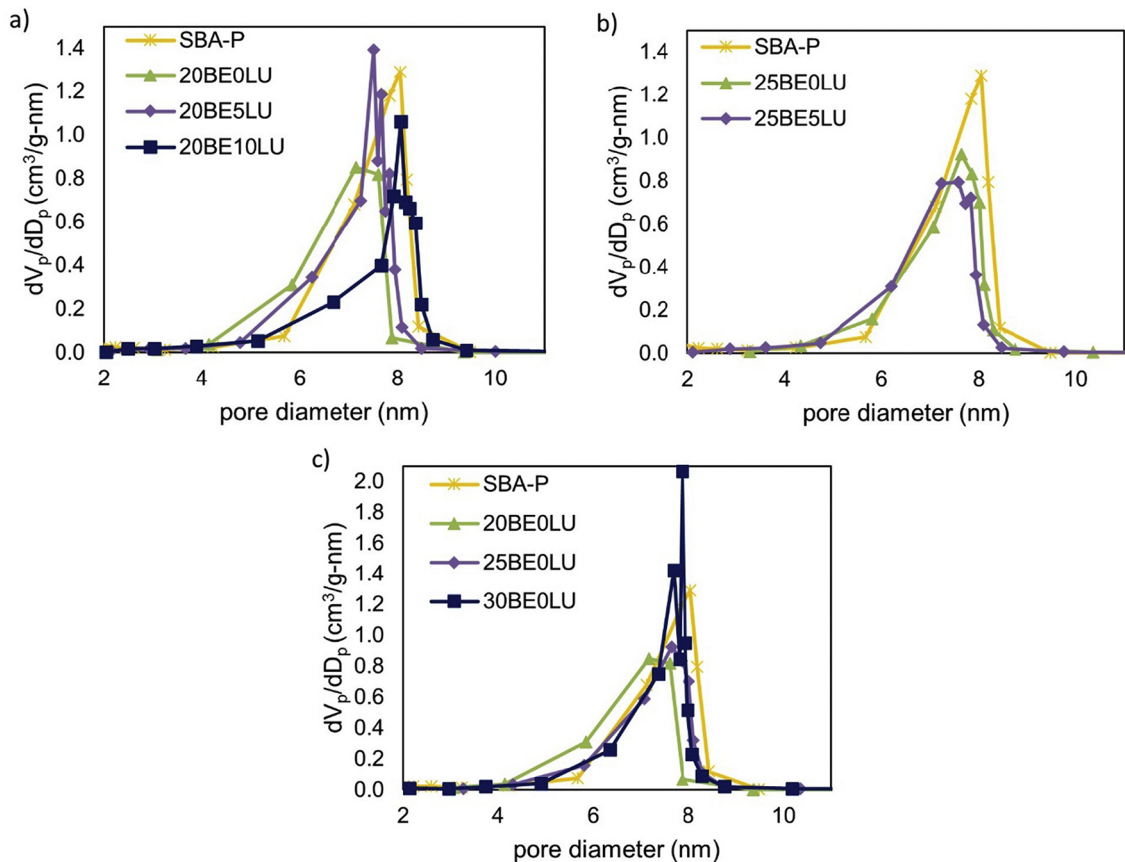 a)
dVₚ/dDₚ (cm³/g-nm)
1.4
1.2
1.0
0.8
0.6
0.4
0.2
0.0
SBA-P
20BE0LU
20BE5LU
20BE10LU
2 4 6 8 10
pore diameter (nm)
b)
dVₚ/dDₚ (cm³/g-nm)
1.4
1.2
1.0
0.8
0.6
0.4
0.2
0.0
SBA-P
25BE0LU
25BE5LU
2 4 6 8 10
pore diameter (nm)
c)
dVₚ/dDₚ (cm³/g-nm)
2.0
1.8
1.6
1.4
1.2
1.0
0.8
0.6
0.4
0.2
0.0
SBA-P
20BE0LU
25BE0LU
30BE0LU
2 4 6 8 10
pore diameter (nm)